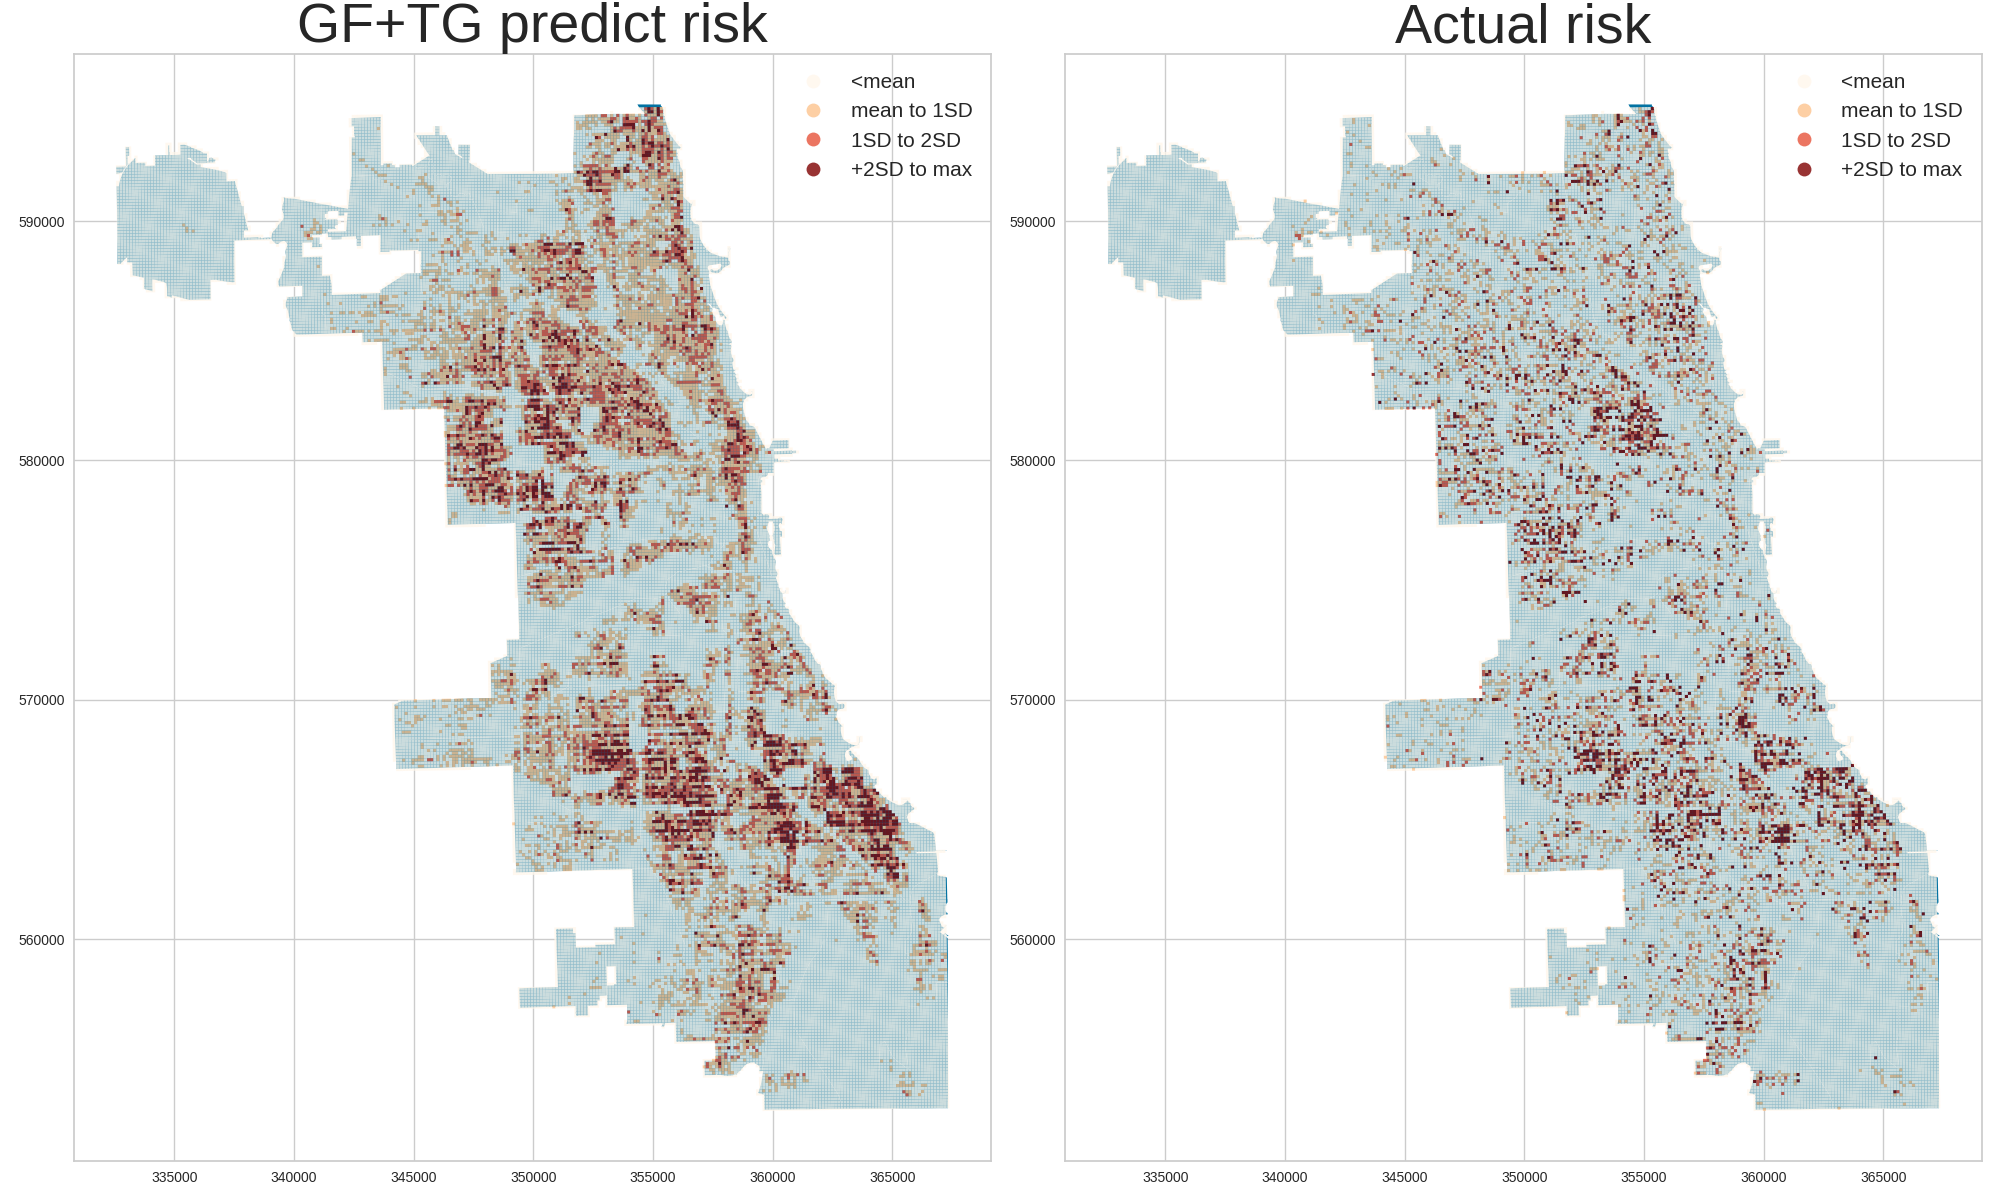 GF+TG predict risk
<mean
mean to 1SD
1SD to 2SD
+2SD to max
590000
580000
570000
560000
335000 340000 345000 350000 355000 360000 365000
Actual risk
<mean
mean to 1SD
1SD to 2SD
+2SD to max
590000
580000
570000
560000
335000 340000 345000 350000 355000 360000 365000